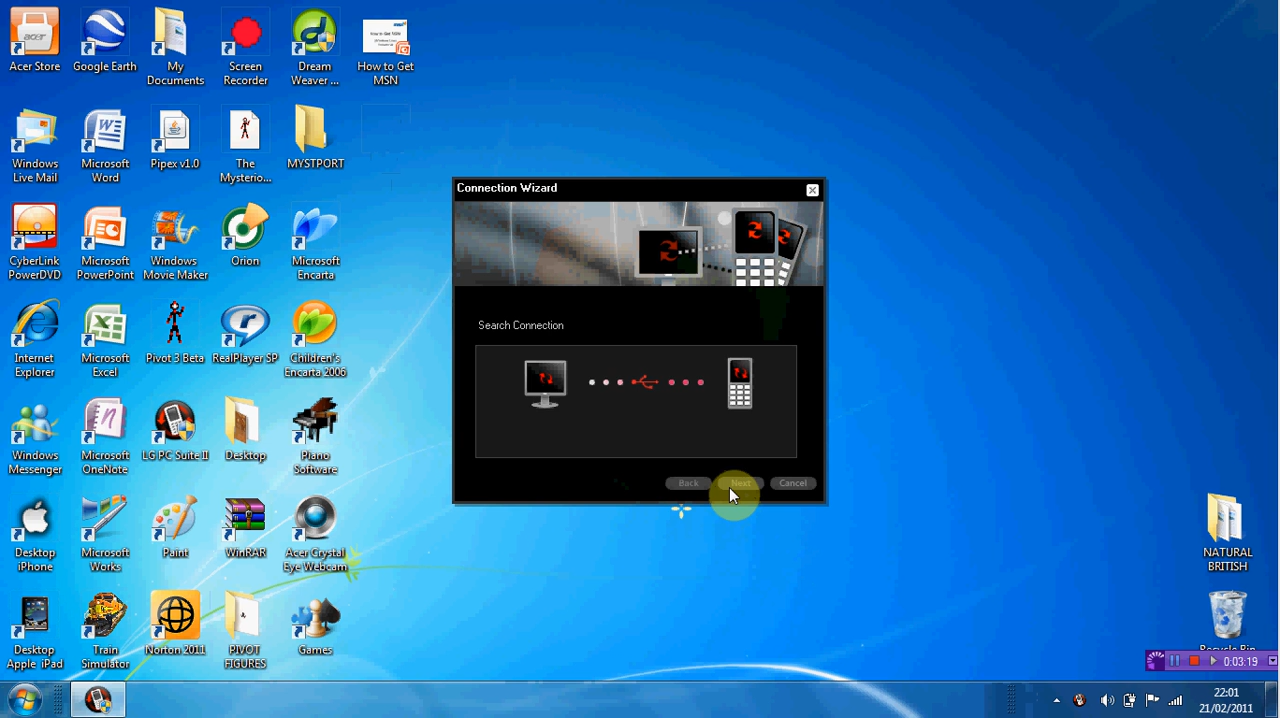 Acer Store
Google Earth
My
Documents
Screen
Recorder
Dream
Weaver ...
How to Get
MSN
Windows
Live Mail
Microsoft
Word
Pipex v1.0
The
Mysterio...
MYSTPORT
CyberLink
PowerDVD
Microsoft
PowerPoint
Windows
Movie Maker
Orion
Microsoft
Encarta
Internet
Explorer
Microsoft
Excel
Pivot 3 Beta
RealPlayer SP
Children's
Encarta 2006
Windows
Messenger
Microsoft
OneNote
LG PC Suite II
Desktop
Piano
Software
Desktop
iPhone
Microsoft
Works
Paint
WinRAR
Acer Crystal
Eye Webcam
Desktop
Apple iPad
Train
Simulator
Norton 2011
PIVOT
FIGURES
Games
Connection Wizard
Search Connection
Back
Next
Cancel
NATURAL
BRITISH
Recycle Bin
0:03:19
22:01
21/02/2011